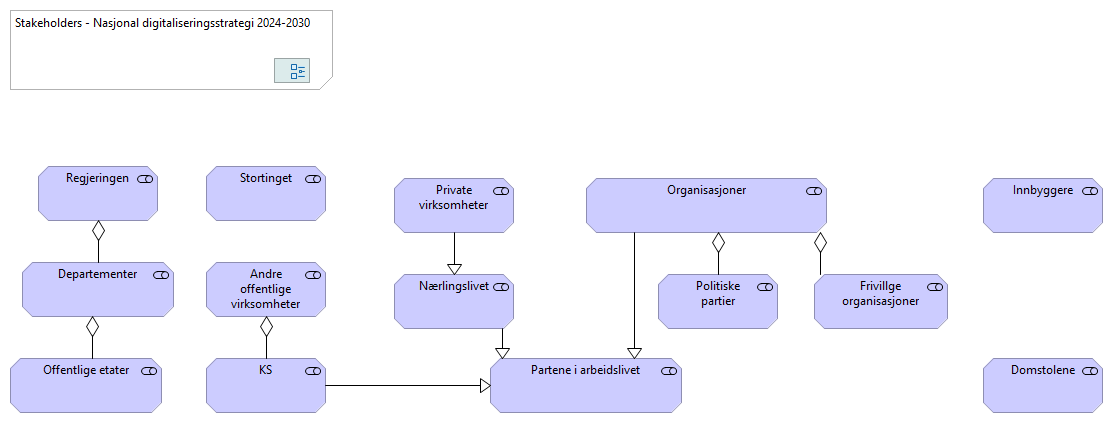 Stakeholders - Nasjonal digitaliseringsstrategi 2024-2030
Regjeringen
Stortinget
Private
virksomheter
Organisasjoner
Innbyggere
Departementer
Andre
offentlige
virksomheter
Nærlingslivet
Politiske
partier
Frivillge
organisasjoner
Offentlige etater
KS
Partene i arbeidslivet
Domstolene